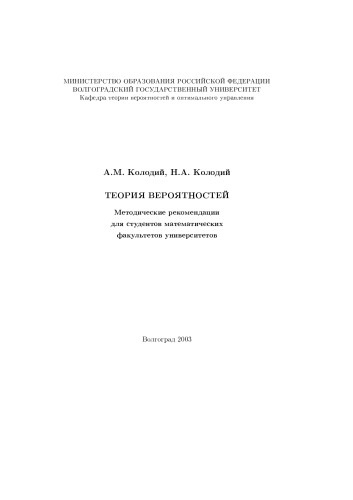 МИНИСТЕРСТВО ОБРАЗОВАНИЯ РОССИЙСКОЙ ФЕДЕРАЦИИ
ВОЛГОГРАДСКИЙ ГОСУДАРСТВЕННЫЙ УНИВЕРСИТЕТ
Кафедра теории вероятностей и оптимального управления
А.М. Колодий, Н.А. Колодий
ТЕОРИЯ ВЕРОЯТНОСТЕЙ
Методические рекомендации
для студентов математических
факультетов университетов
Волгоград 2003